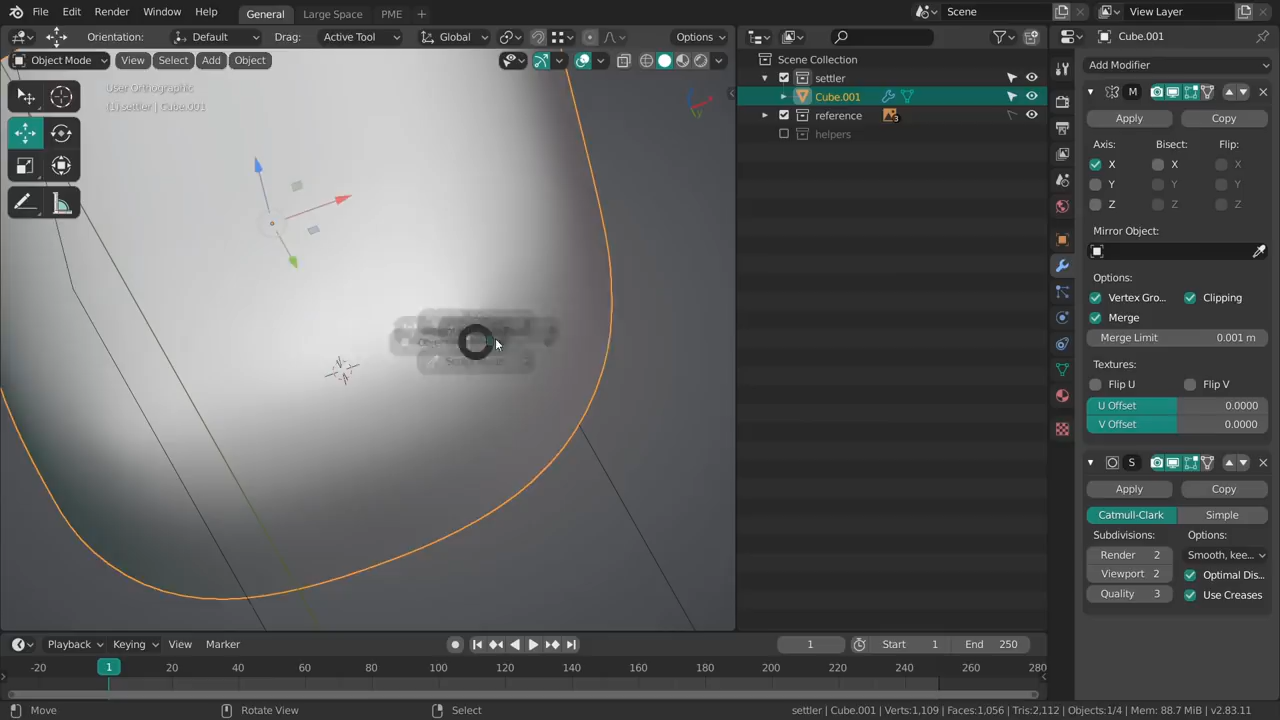 File Edit Render Window Help General Large Space PME + Scene View Layer
Orientation: Default Drag: Active Tool Global Options
Object Mode View Select Add Object
User Orthographic
(1) settler | Cube.001
Scene Collection
settler
Cube.001
reference 3
helpers
Cube.001
Add Modifier
M
Apply Copy
Axis: Bisect: Flip:
X X X
Y Y Y
Z Z Z
Mirror Object:
Options:
Vertex Gro... Clipping
Merge
Merge Limit 0.001 m
Textures:
Flip U Flip V
U Offset 0.0000
V Offset 0.0000
S
Apply Copy
Catmull-Clark Simple
Subdivisions: Options:
Render 2 Smooth, kee...
Viewport 2 Optimal Dis...
Quality 3 Use Creases
Playback Keying View Marker 1 Start 1 End 250
-20 1 20 40 60 80 100 120 140 160 180 200 220 240 260 280
Move Rotate View Select settler | Cube.001 | Verts:1,109 | Faces:1,056 | Tris:2,112 | Objects:1/4 | Mem: 88.7 MiB | v2.83.11